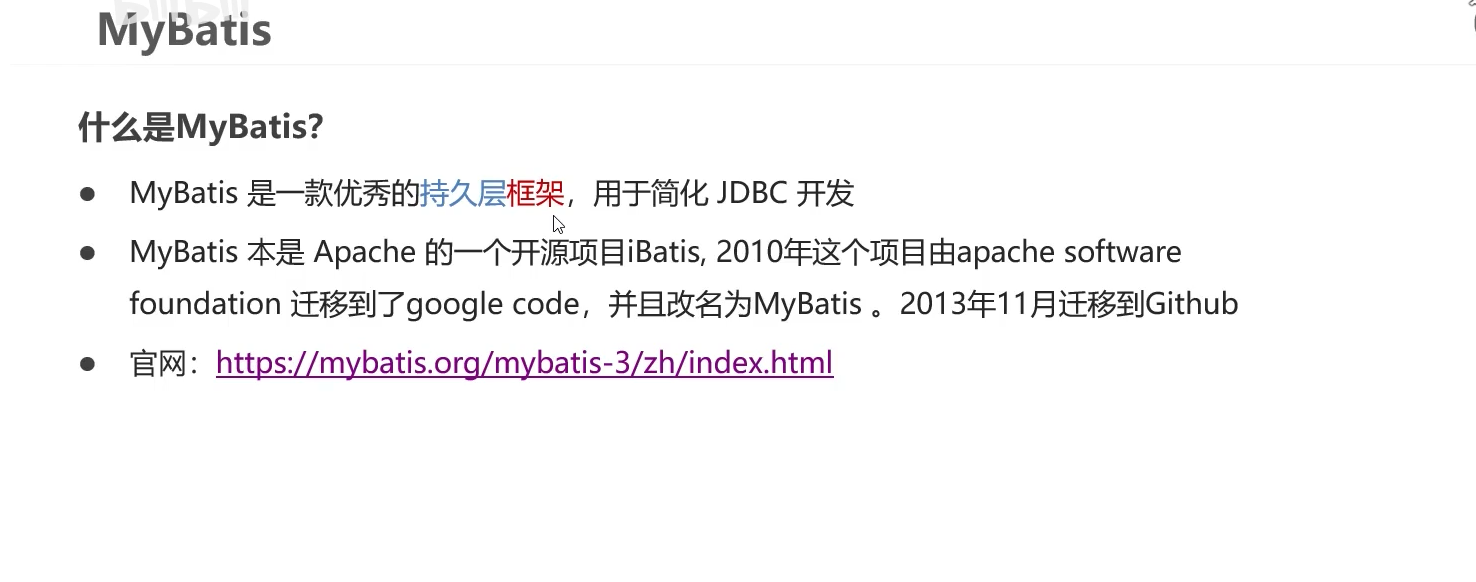 MyBatis
什么是MyBatis?
● MyBatis 是一款优秀的持久层框架，用于简化 JDBC 开发
● MyBatis 本是 Apache 的一个开源项目iBatis, 2010年这个项目由apache software
foundation 迁移到了google code，并且改名为MyBatis 。2013年11月迁移到Github
● 官网：https://mybatis.org/mybatis-3/zh/index.html